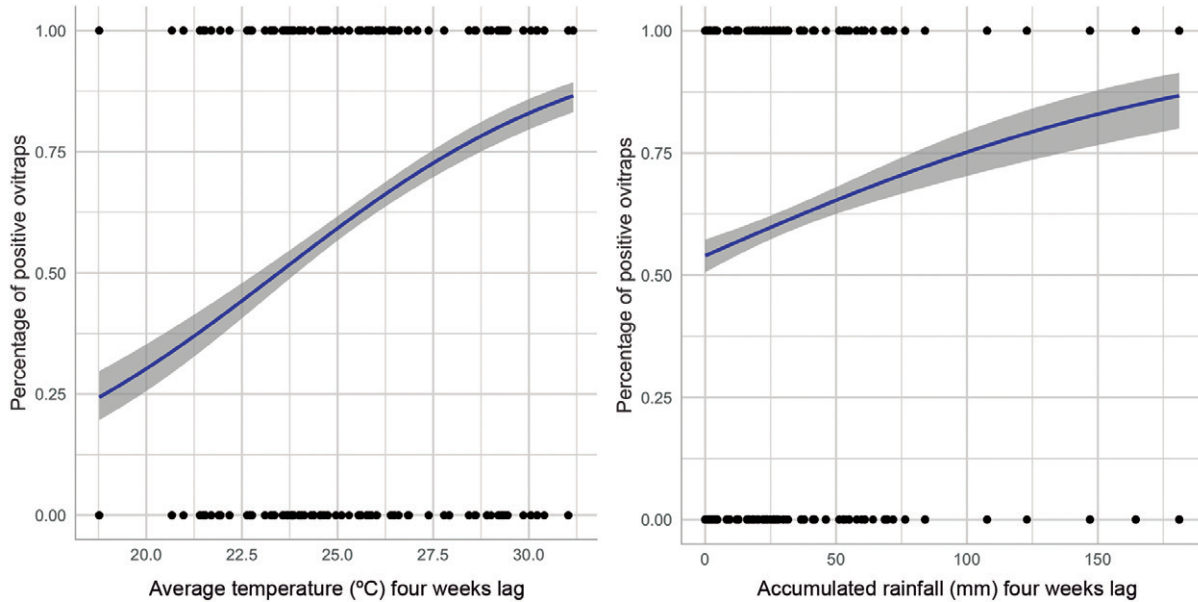 Percentage of positive ovitraps
1.00
0.75
0.50
0.25
0.00
20.0 22.5 25.0 27.5 30.0
Average temperature (ºC) four weeks lag
Percentage of positive ovitraps
1.00
0.75
0.50
0.25
0.00
0 50 100 150
Accumulated rainfall (mm) four weeks lag